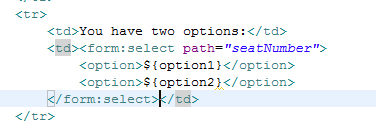 <tr>
<td>You have two options:</td>
<td><form:select path="seatNumber">
<option>${option1}</option>
<option>${option2}</option>
</form:select></td>
</tr>